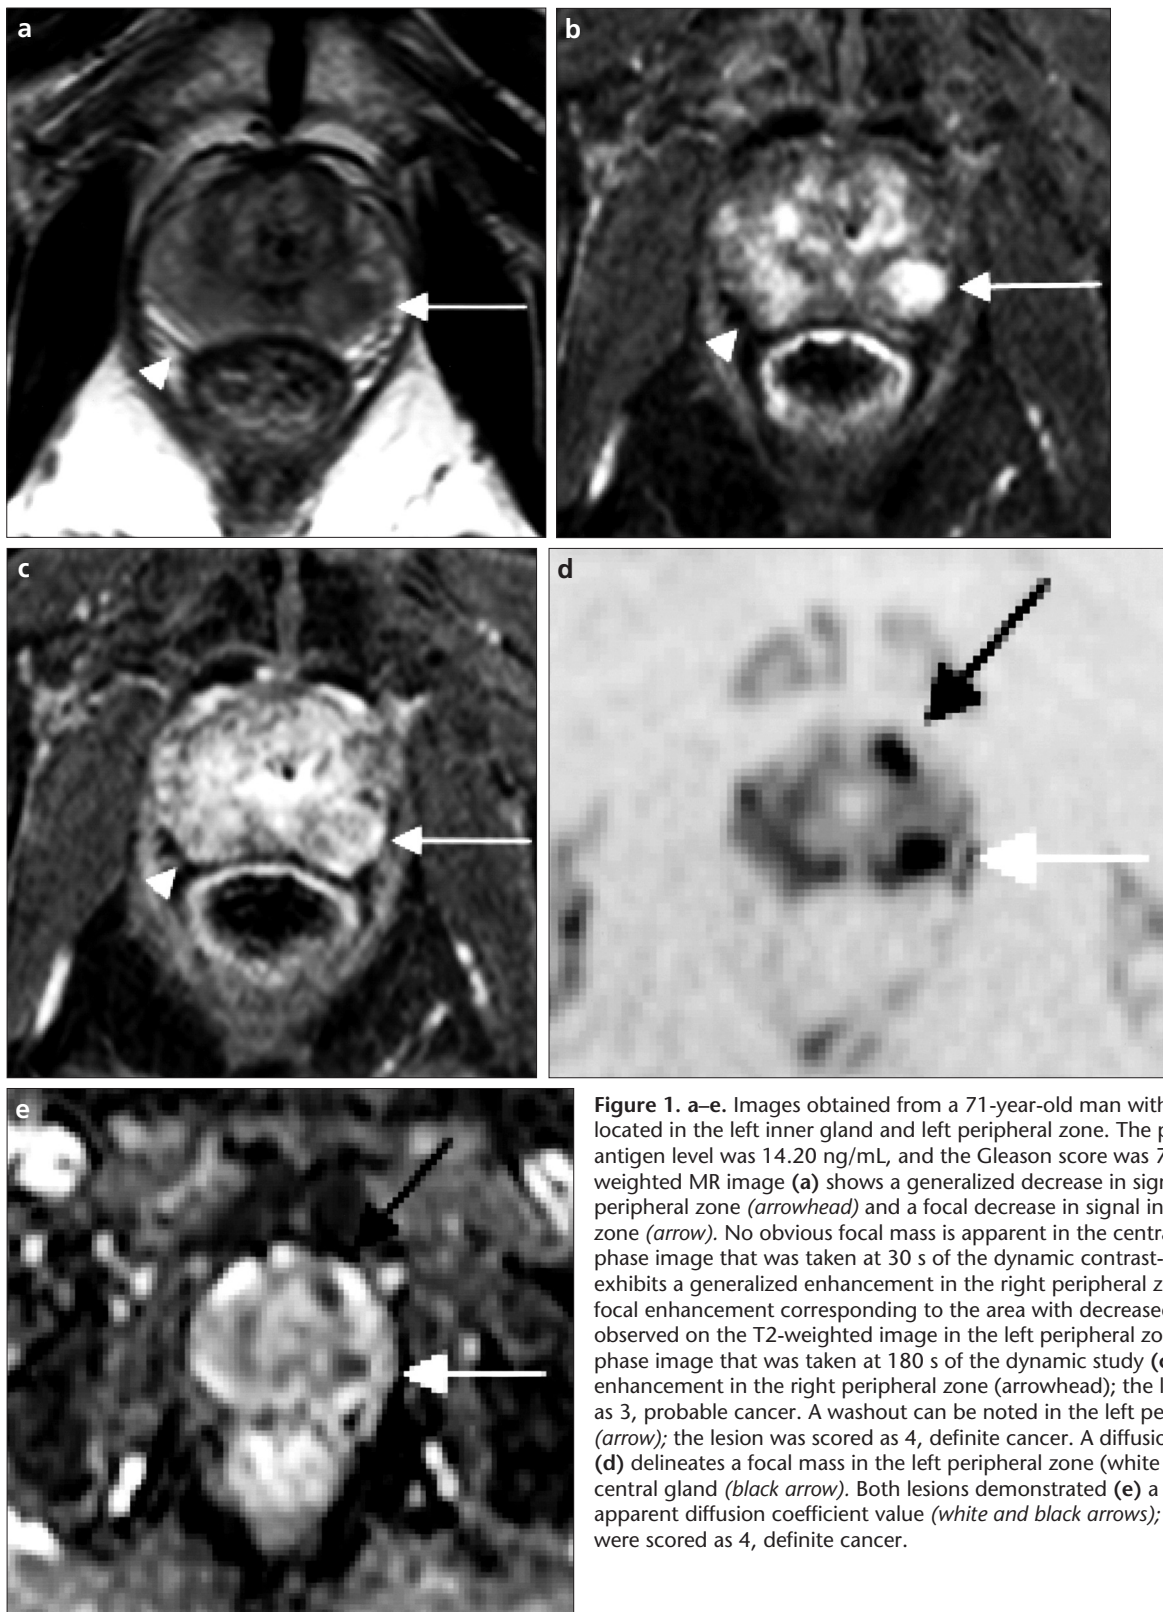 a
b
c
d
e
Figure 1. a–e. Images obtained from a 71-year-old man with
located in the left inner gland and left peripheral zone. The p
antigen level was 14.20 ng/mL, and the Gleason score was 7
weighted MR image (a) shows a generalized decrease in sign
peripheral zone (arrowhead) and a focal decrease in signal in
zone (arrow). No obvious focal mass is apparent in the centra
phase image that was taken at 30 s of the dynamic contrast-
exhibits a generalized enhancement in the right peripheral z
focal enhancement corresponding to the area with decreased
observed on the T2-weighted image in the left peripheral zo
phase image that was taken at 180 s of the dynamic study (c
enhancement in the right peripheral zone (arrowhead); the l
as 3, probable cancer. A washout can be noted in the left pe
(arrow); the lesion was scored as 4, definite cancer. A diffusio
(d) delineates a focal mass in the left peripheral zone (white
central gland (black arrow). Both lesions demonstrated (e) a
apparent diffusion coefficient value (white and black arrows);
were scored as 4, definite cancer.